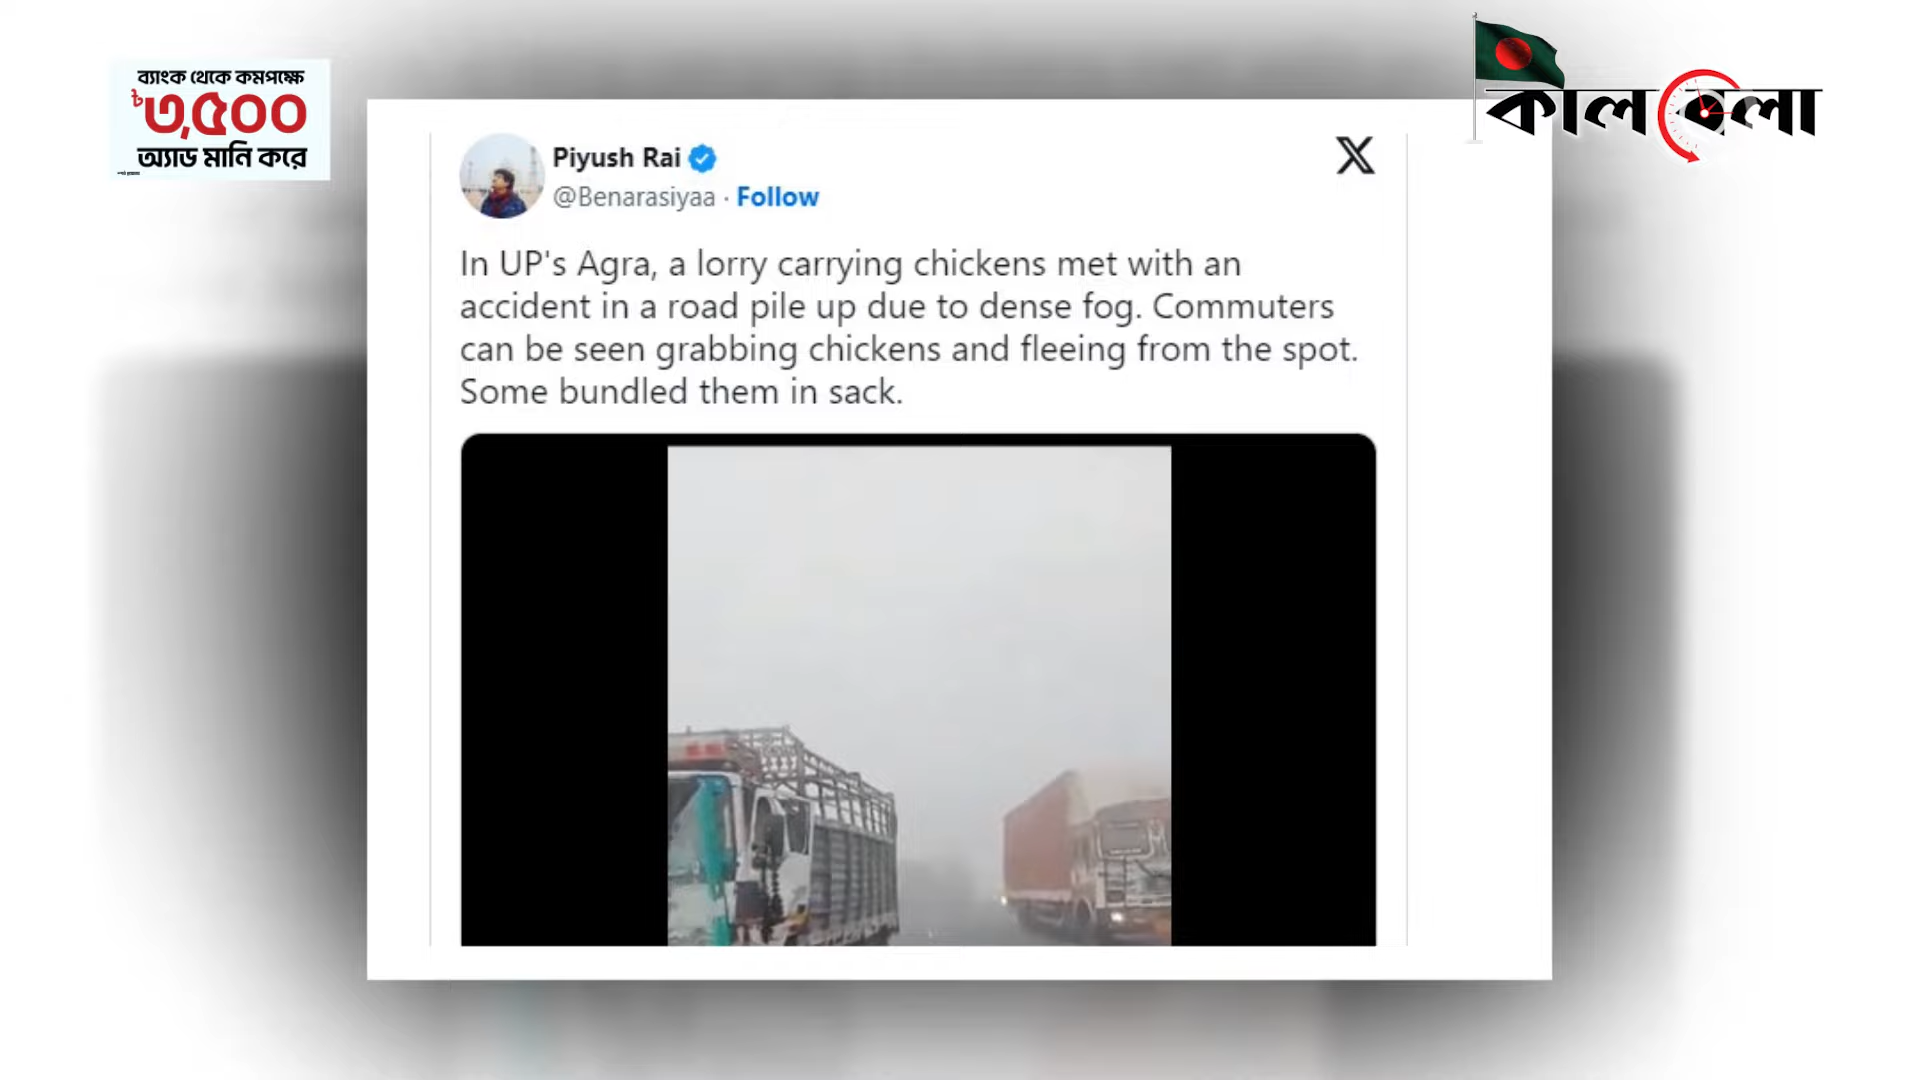 ব্যাংক থেকে কমপক্ষে
৳৩,৫০০
অ্যাড মানি করে
কালবেলা
Piyush Rai
@Benarasiyaa · Follow
In UP's Agra, a lorry carrying chickens met with an
accident in a road pile up due to dense fog. Commuters
can be seen grabbing chickens and fleeing from the spot.
Some bundled them in sack.